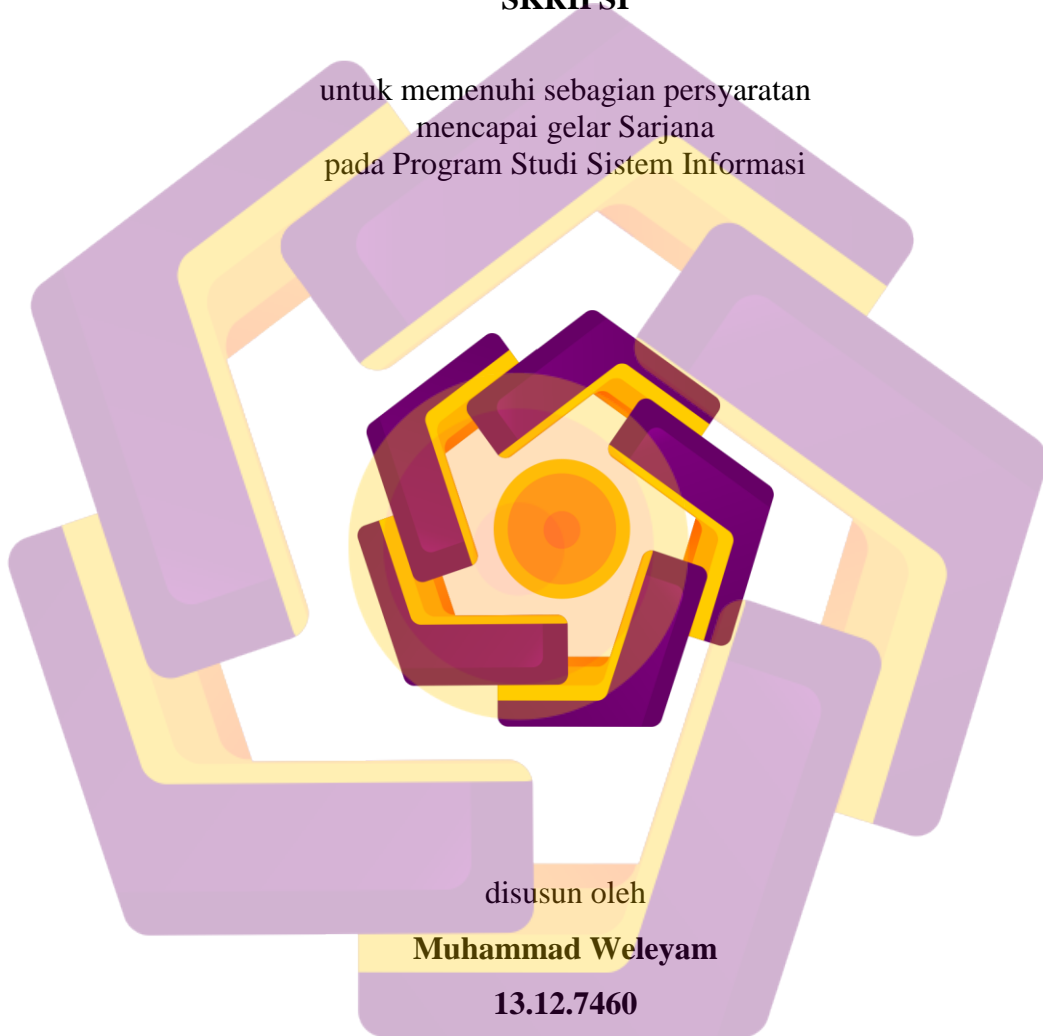 SKRIPSI
untuk memenuhi sebagian persyaratan
mencapai gelar Sarjana
pada Program Studi Sistem Informasi
disusun oleh
Muhammad Weleyam
13.12.7460